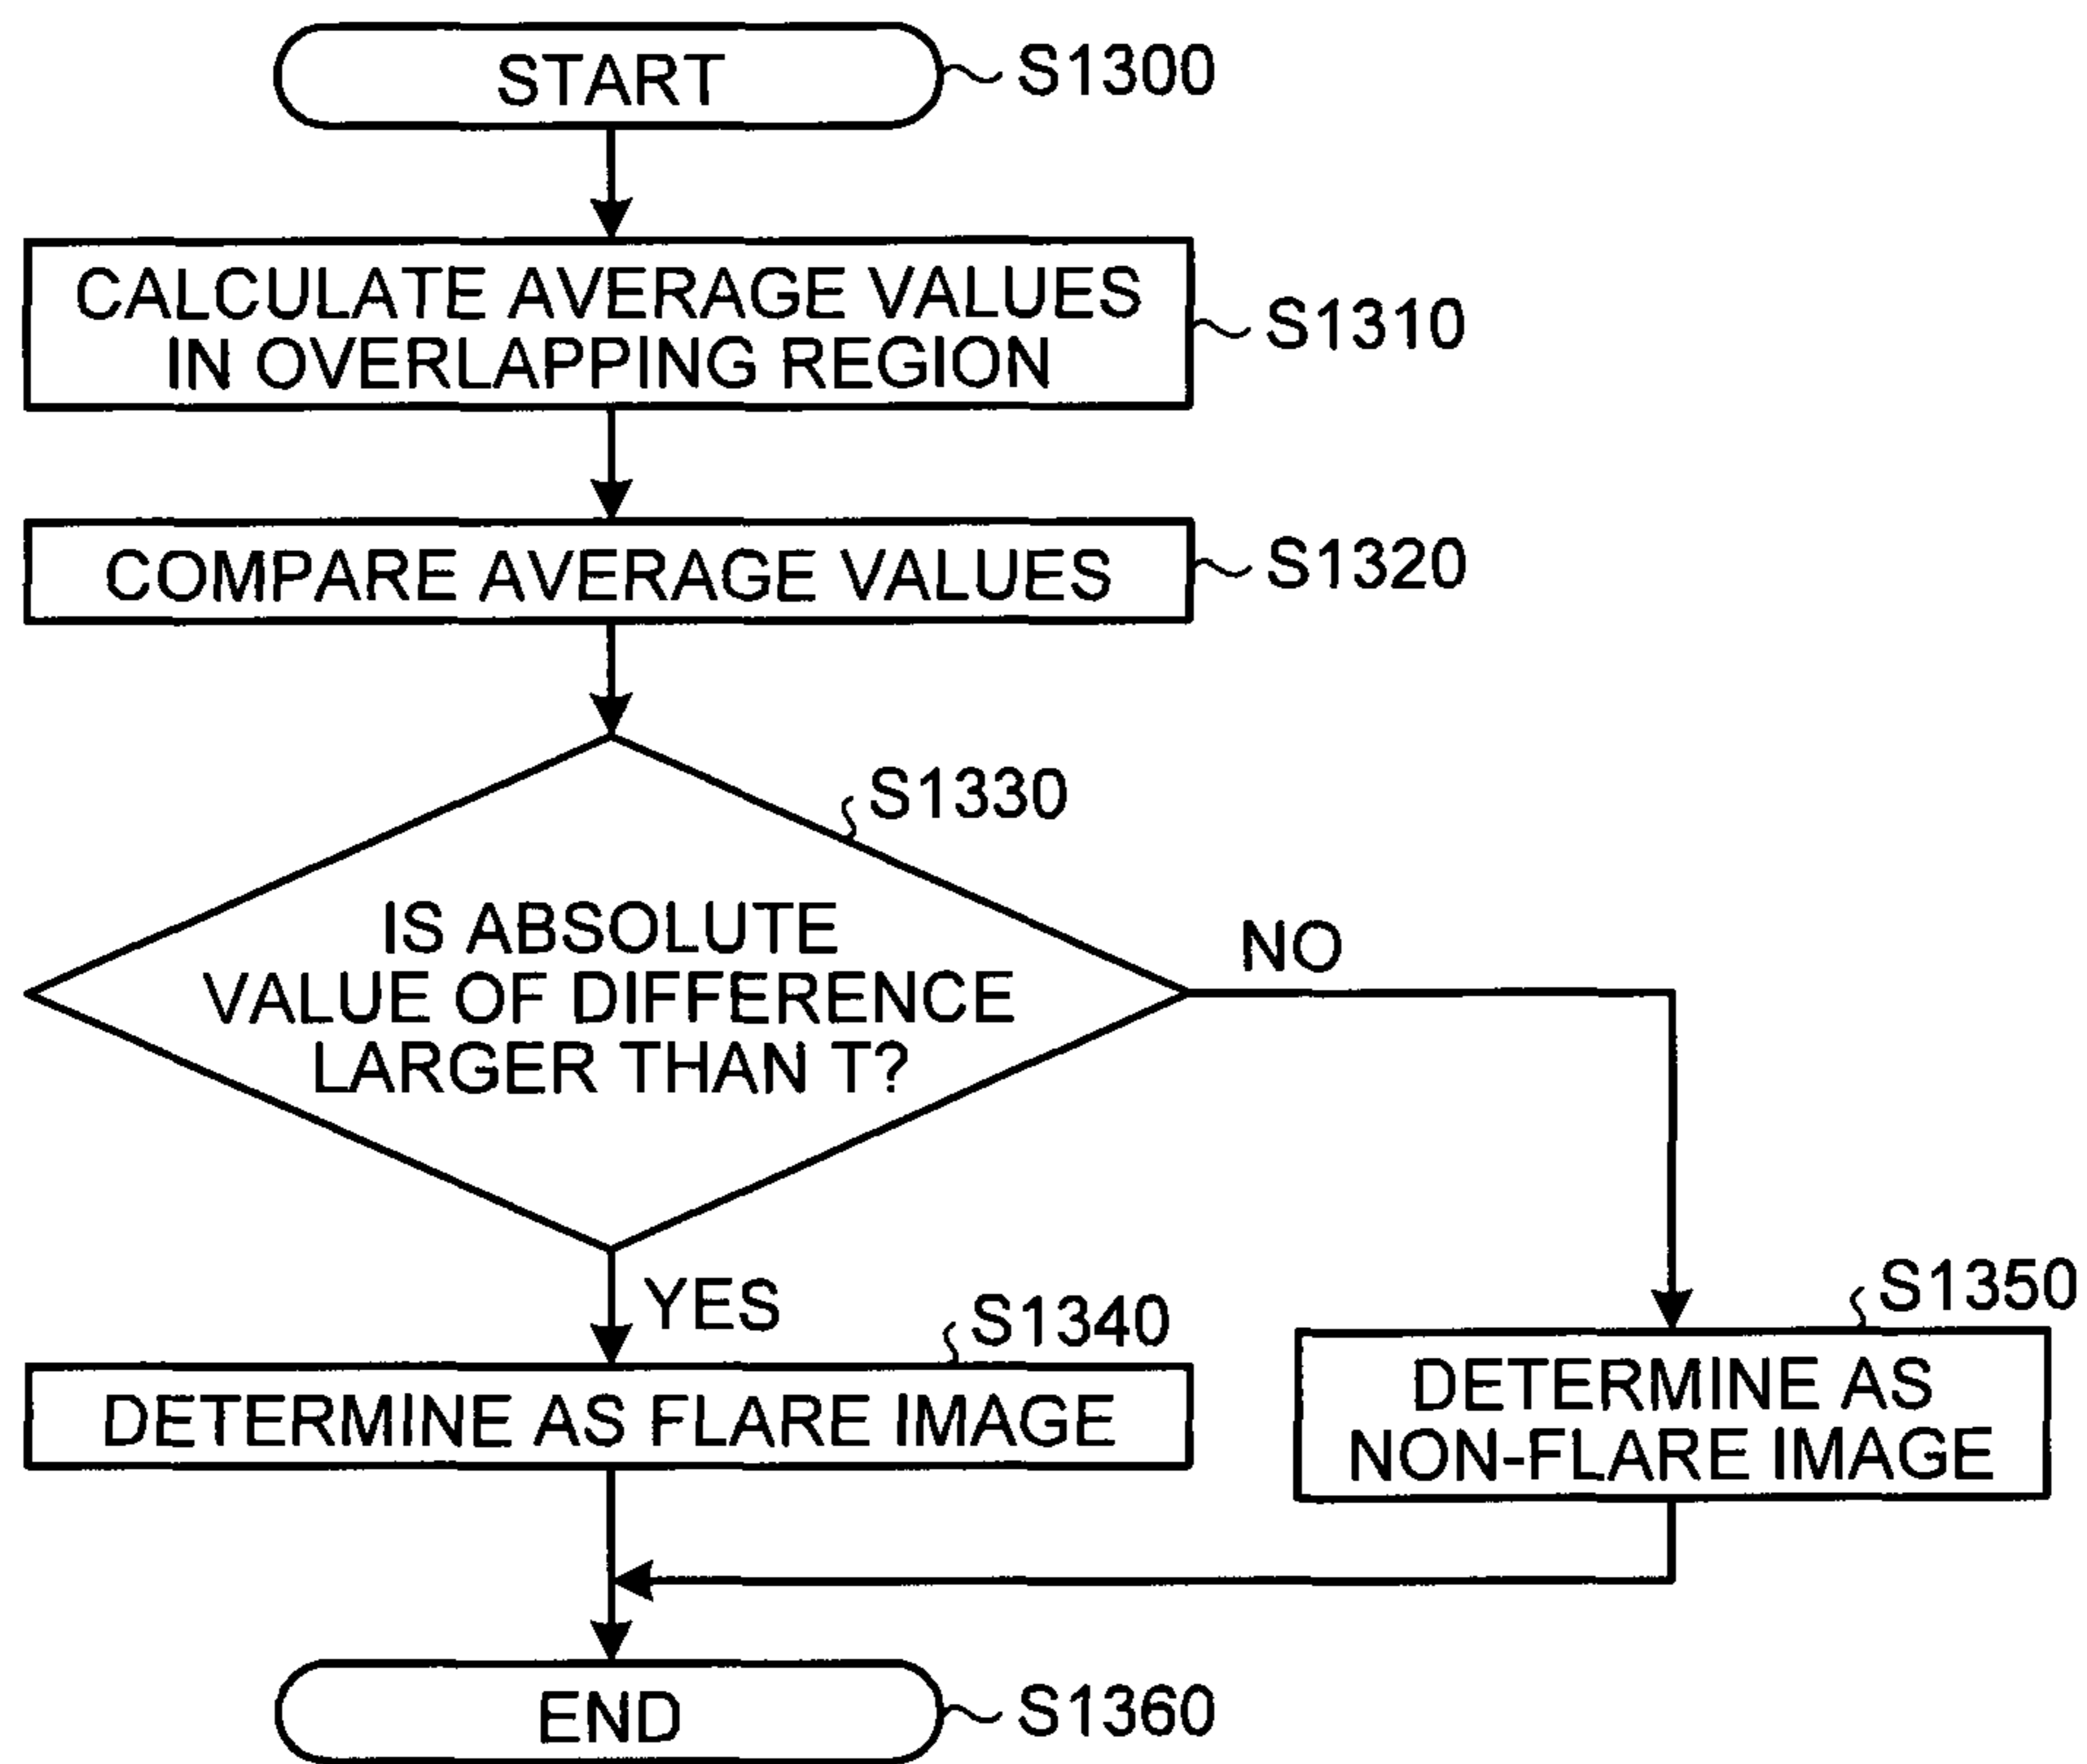 START
S1300
CALCULATE AVERAGE VALUES
IN OVERLAPPING REGION
S1310
COMPARE AVERAGE VALUES
S1320
S1330
IS ABSOLUTE
VALUE OF DIFFERENCE
LARGER THAN T?
NO
YES
S1340
DETERMINE AS FLARE IMAGE
S1350
DETERMINE AS
NON-FLARE IMAGE
END
S1360